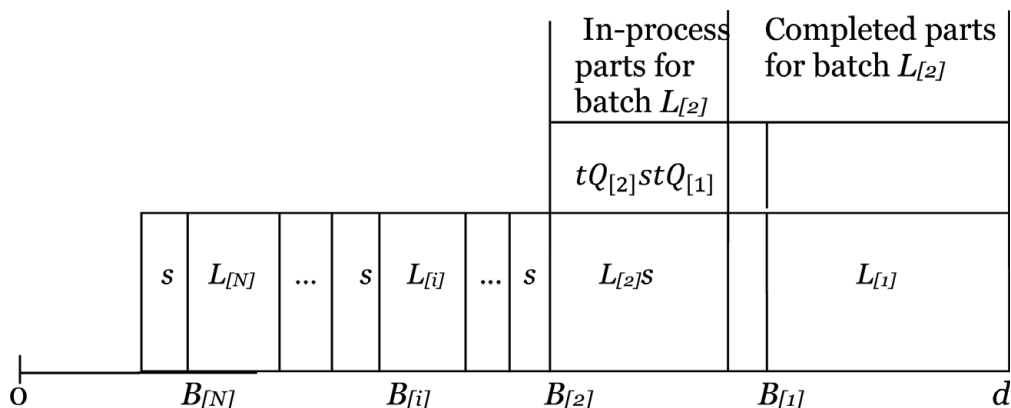 In-process
parts for
batch L[2]
Completed parts
for batch L[2]
tQ[2]stQ[1]
s L[N] ... s L[i] ... s L[2]s L[1]
0 B[N] B[i] B[2] B[1] d